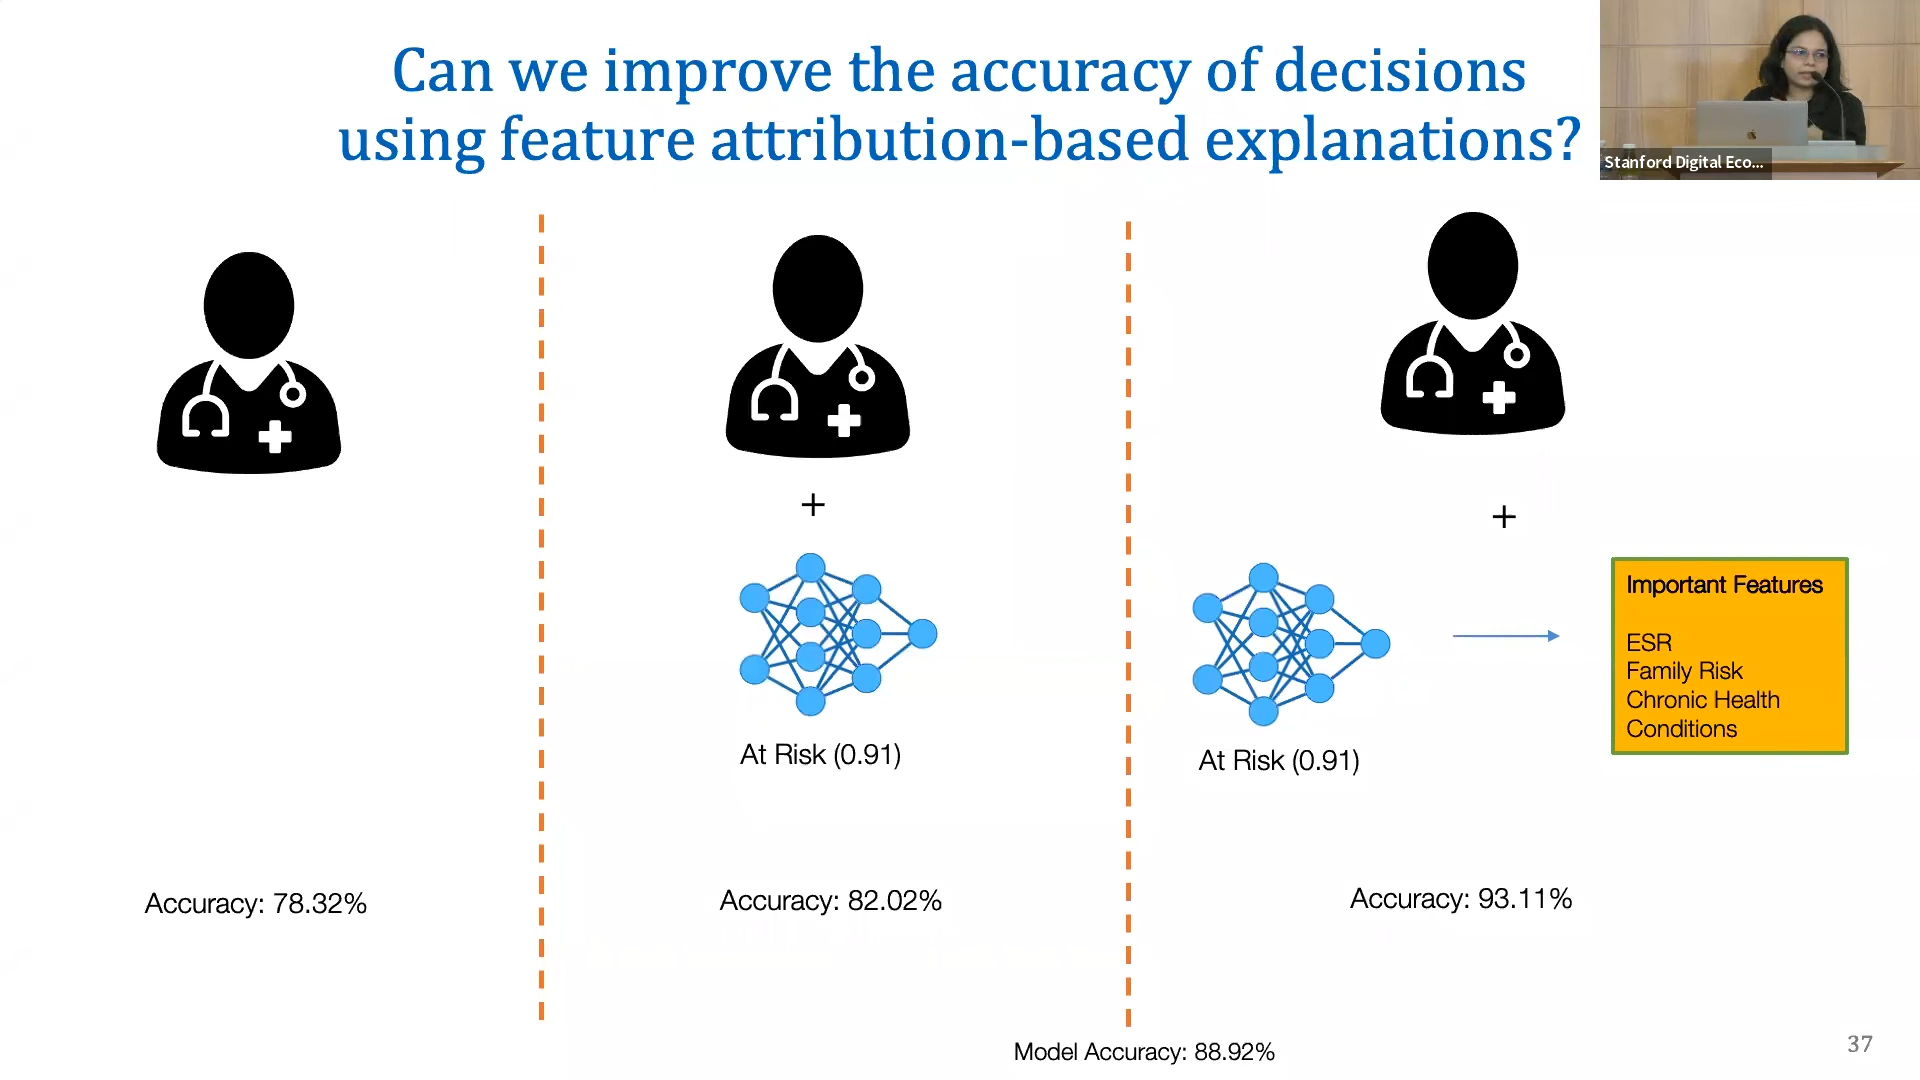 Can we improve the accuracy of decisions
using feature attribution-based explanations?
Stanford Digital Eco...
+
At Risk (0.91)
Accuracy: 78.32%
Accuracy: 82.02%
+
At Risk (0.91)
Important Features
ESR
Family Risk
Chronic Health
Conditions
Accuracy: 93.11%
Model Accuracy: 88.92%
37